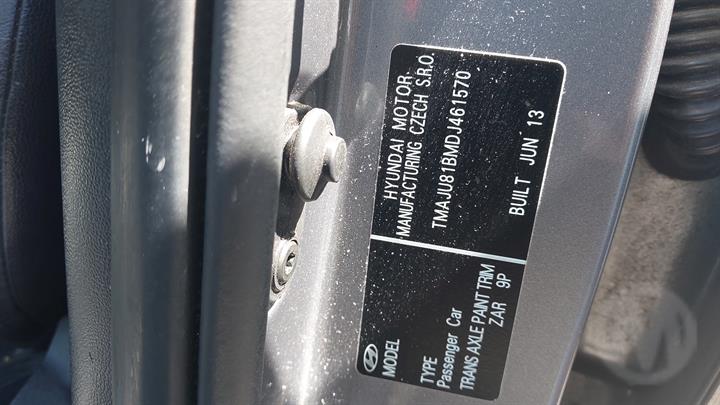 HYUNDAI MOTOR
MANUFACTURING CZECH S.R.O.
TMAJU81BMDJ461570
BUILT JUN 13
MODEL
TYPE
Passenger Car
TRANS AXLE PAINT TRIM
ZAR 9P